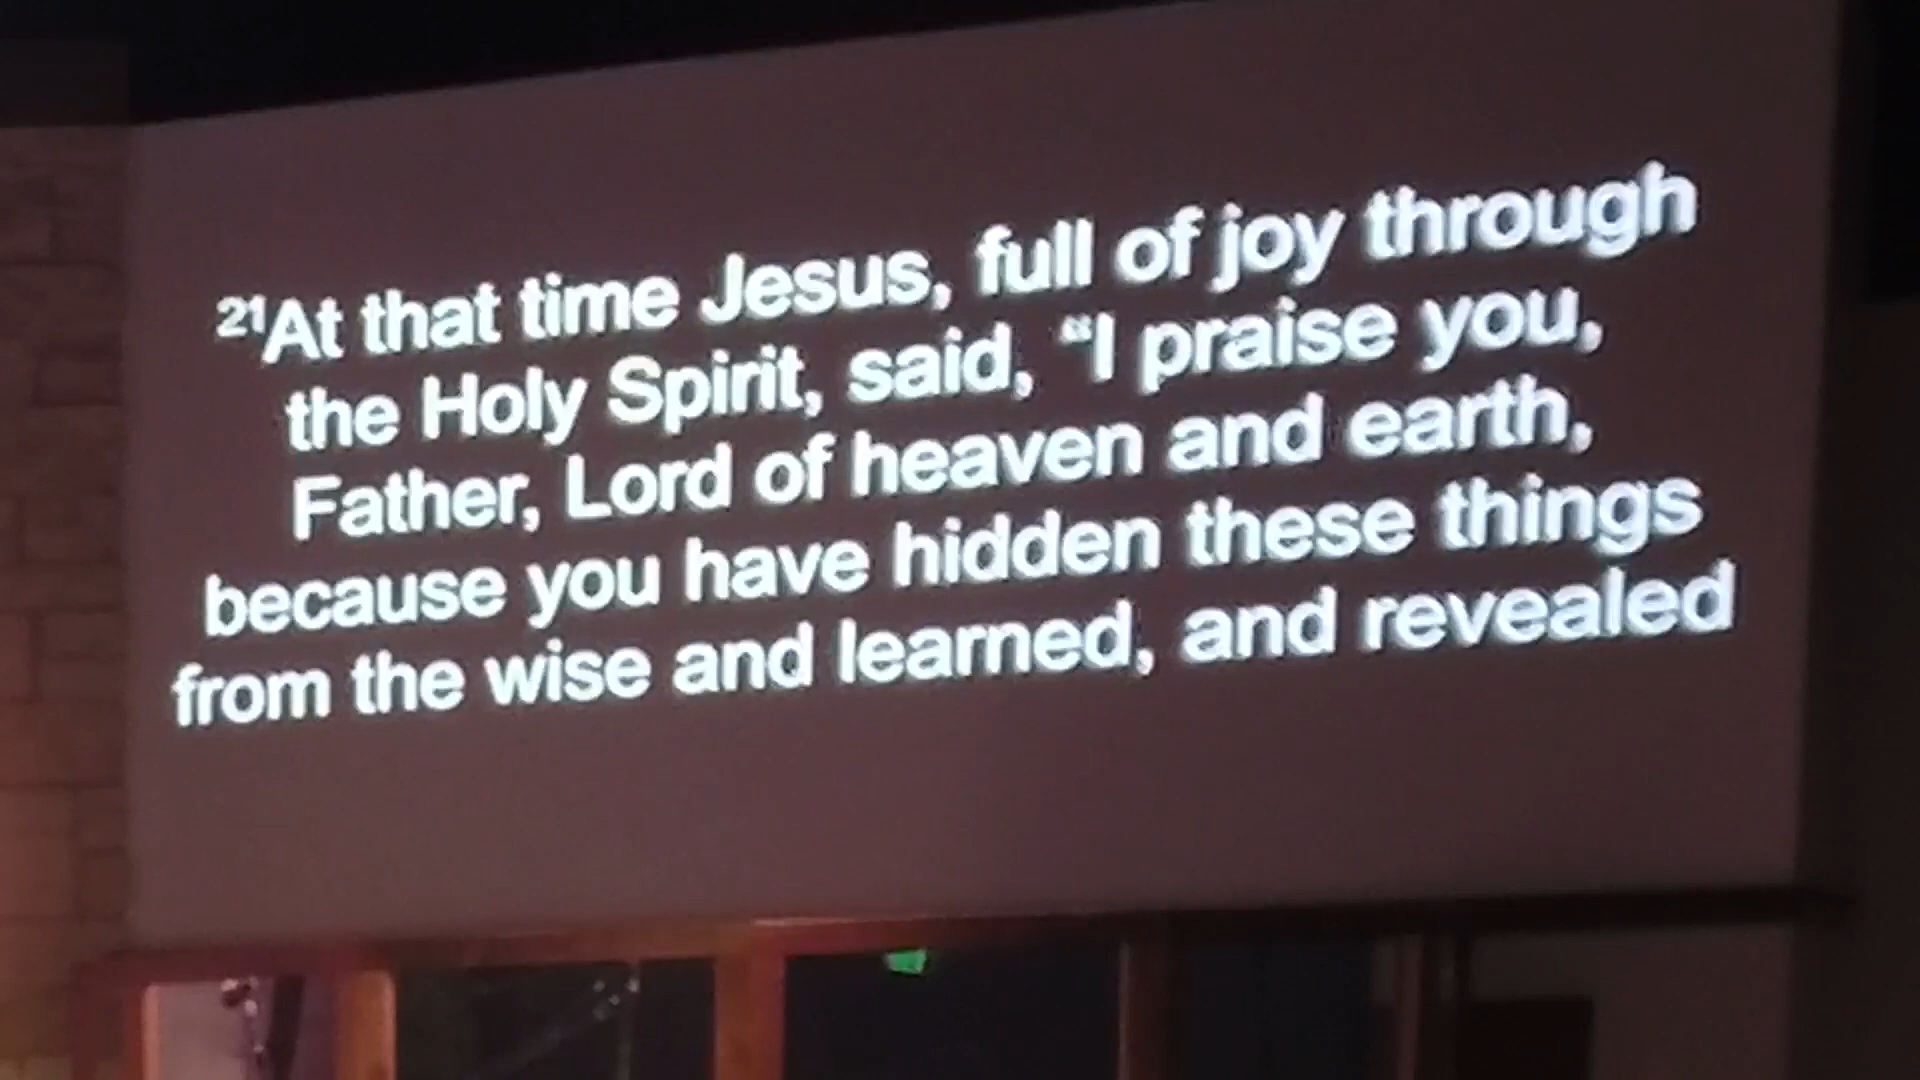 ²¹At that time Jesus, full of joy through
the Holy Spirit, said, “I praise you,
Father, Lord of heaven and earth,
because you have hidden these things
from the wise and learned, and revealed